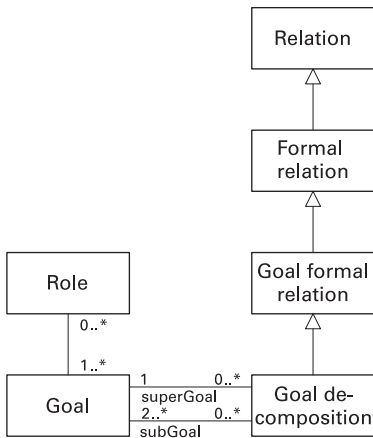 Relation
Formal
relation
Goal formal
relation
Role
0..*
1..*
Goal
1
0..*
superGoal
2..*
0..*
subGoal
Goal de-
composition